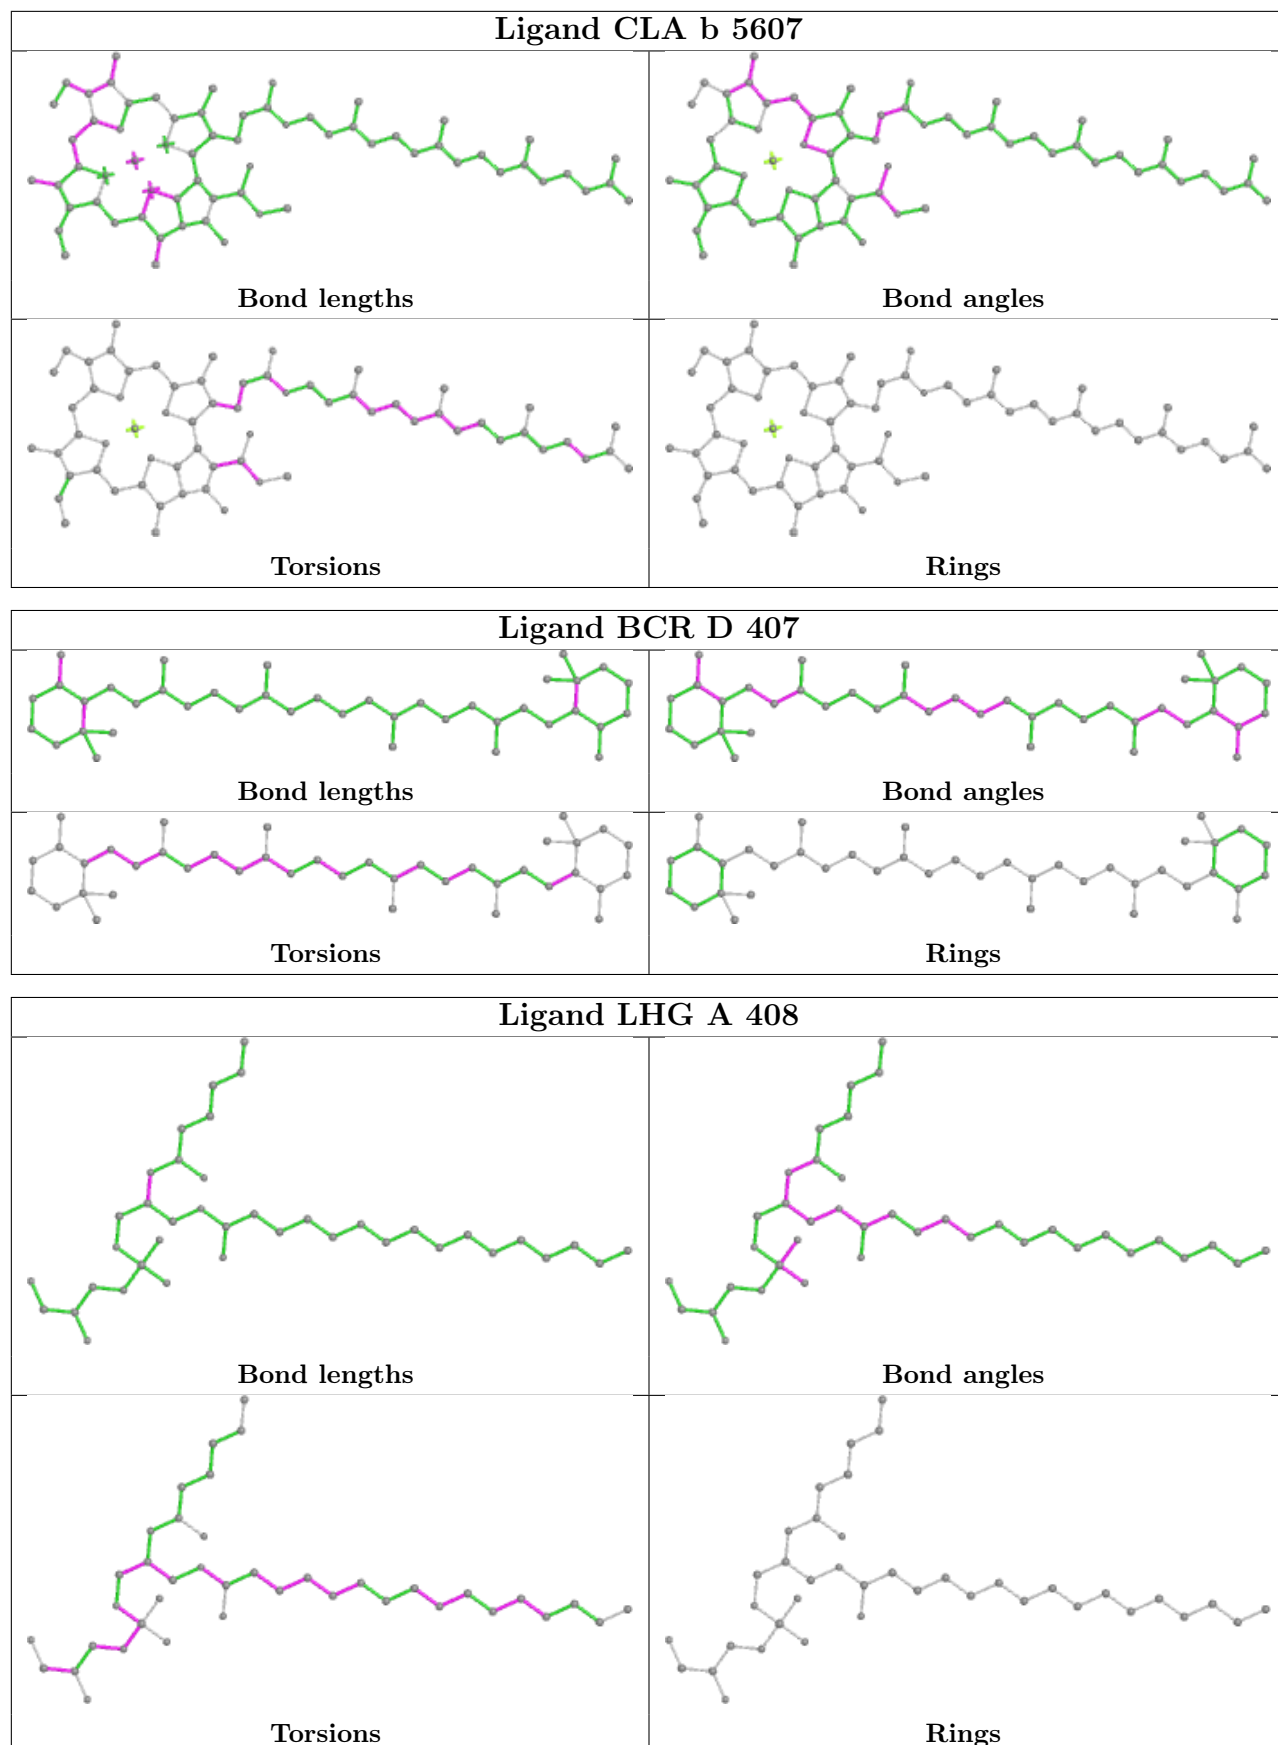 Ligand CLA b 5607
Bond lengths
Bond angles
Torsions
Rings
Ligand BCR D 407
Bond lengths
Bond angles
Torsions
Rings
Ligand LHG A 408
Bond lengths
Bond angles
Torsions
Rings